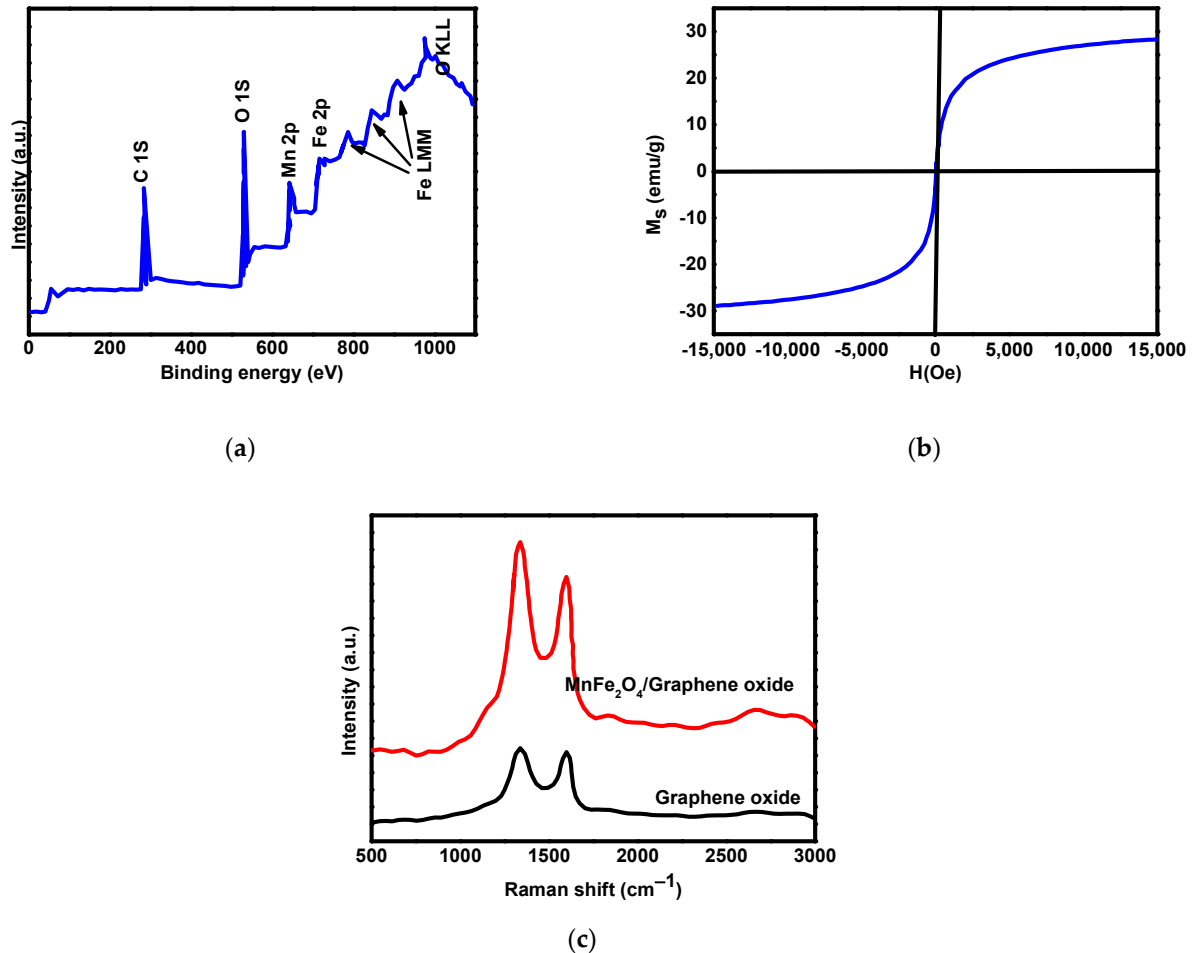 Intensity (a.u.)
C 1S
O 1S
Mn 2p
Fe 2p
Fe LMM
O KLL
0 200 400 600 800 1000
Binding energy (eV)
(a)
M<sub>S</sub> (emu/g)
30
20
10
0
-10
-20
-30
-15,000 -10,000 -5,000 0 5,000 10,000 15,000
H(Oe)
(b)
Intensity (a.u.)
MnFe₂O₄/Graphene oxide
Graphene oxide
500 1000 1500 2000 2500 3000
Raman shift (cm⁻¹)
(c)